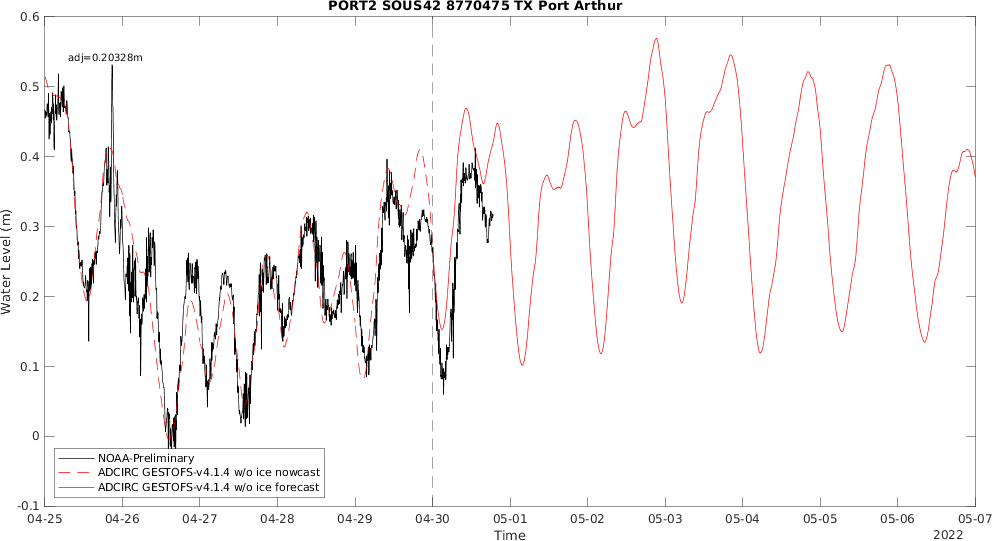 PORT2 SOUS42 8770475 TX Port Arthur
0.6
adj=0.20328m
0.5
0.4
0.3
0.2
0.1
0
-0.1
Water Level (m)
NOAA-Preliminary
ADCIRC GESTOFS-v4.1.4 w/o ice nowcast
ADCIRC GESTOFS-v4.1.4 w/o ice forecast
04-25 04-26 04-27 04-28 04-29 04-30 05-01 05-02 05-03 05-04 05-05 05-06 05-07
Time
2022